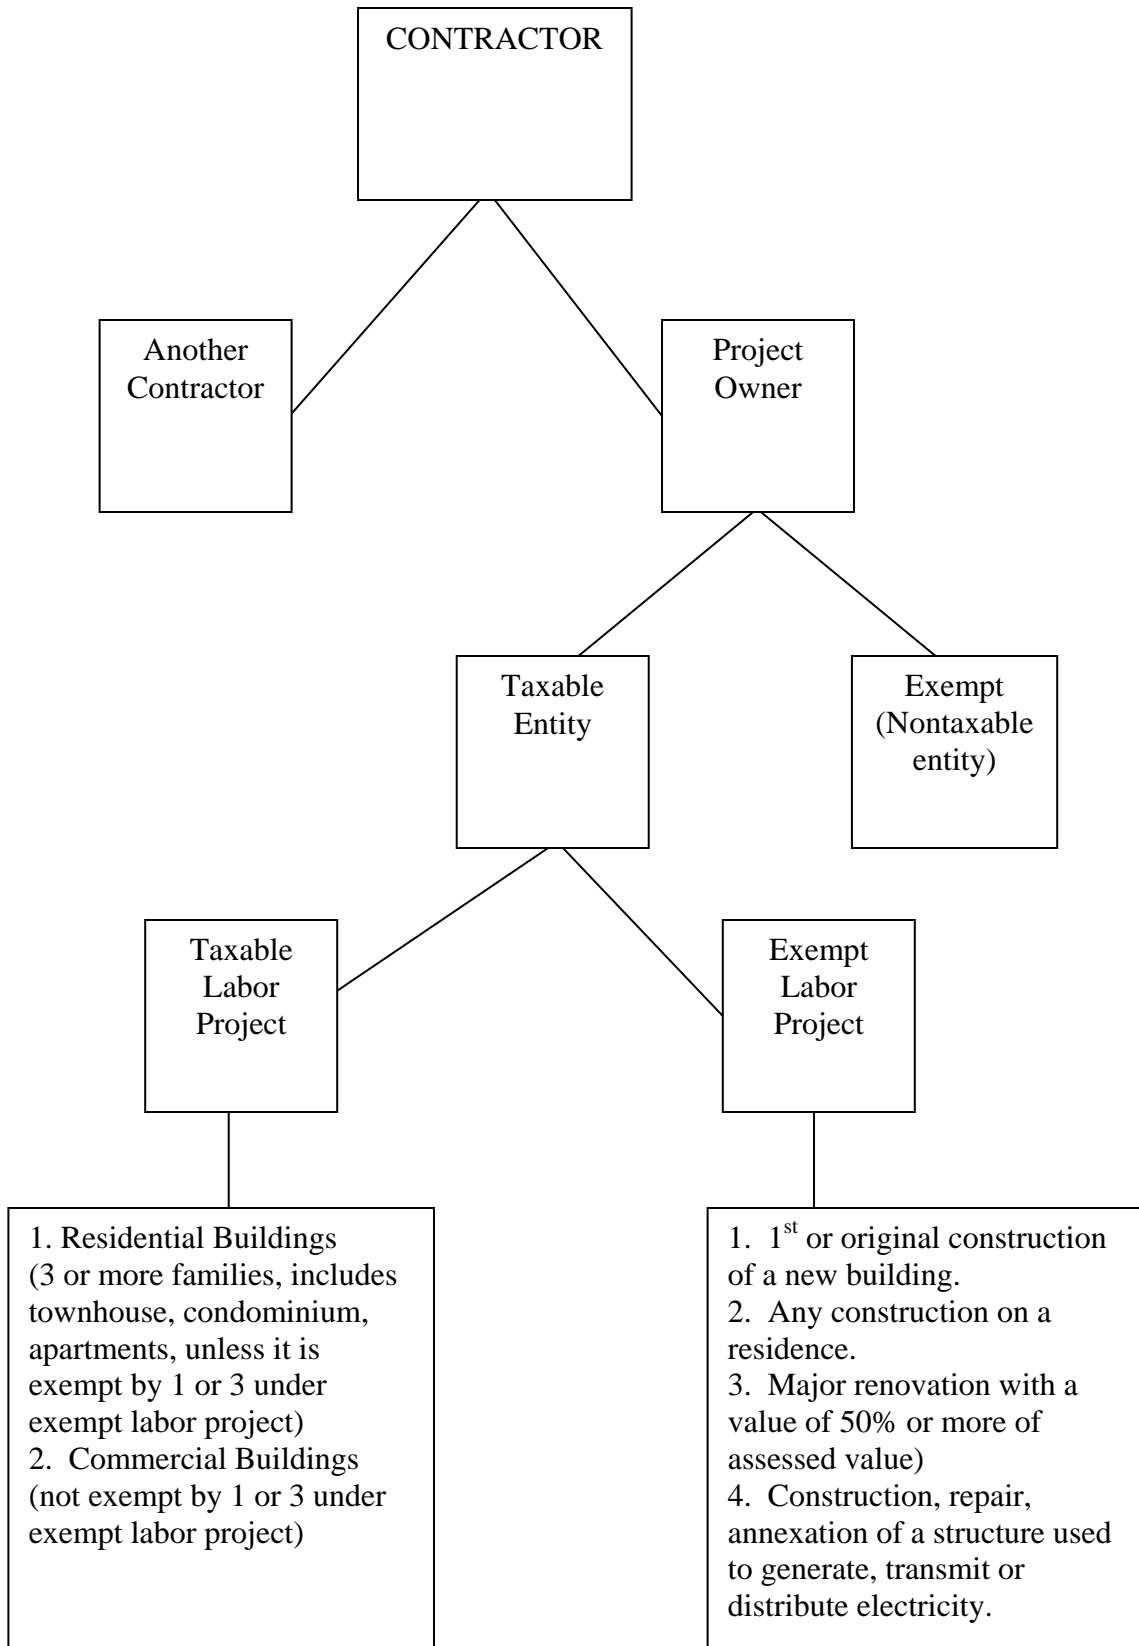 CONTRACTOR
Another
Contractor
Project
Owner
Taxable
Entity
Exempt
(Nontaxable
entity)
Taxable
Labor
Project
Exempt
Labor
Project
1. Residential Buildings
(3 or more families, includes
townhouse, condominium,
apartments, unless it is
exempt by 1 or 3 under
exempt labor project)
2.  Commercial Buildings
(not exempt by 1 or 3 under
exempt labor project)
1.  1st or original construction
of a new building.
2.  Any construction on a
residence.
3.  Major renovation with a
value of 50% or more of
assessed value)
4.  Construction, repair,
annexation of a structure used
to generate, transmit or
distribute electricity.